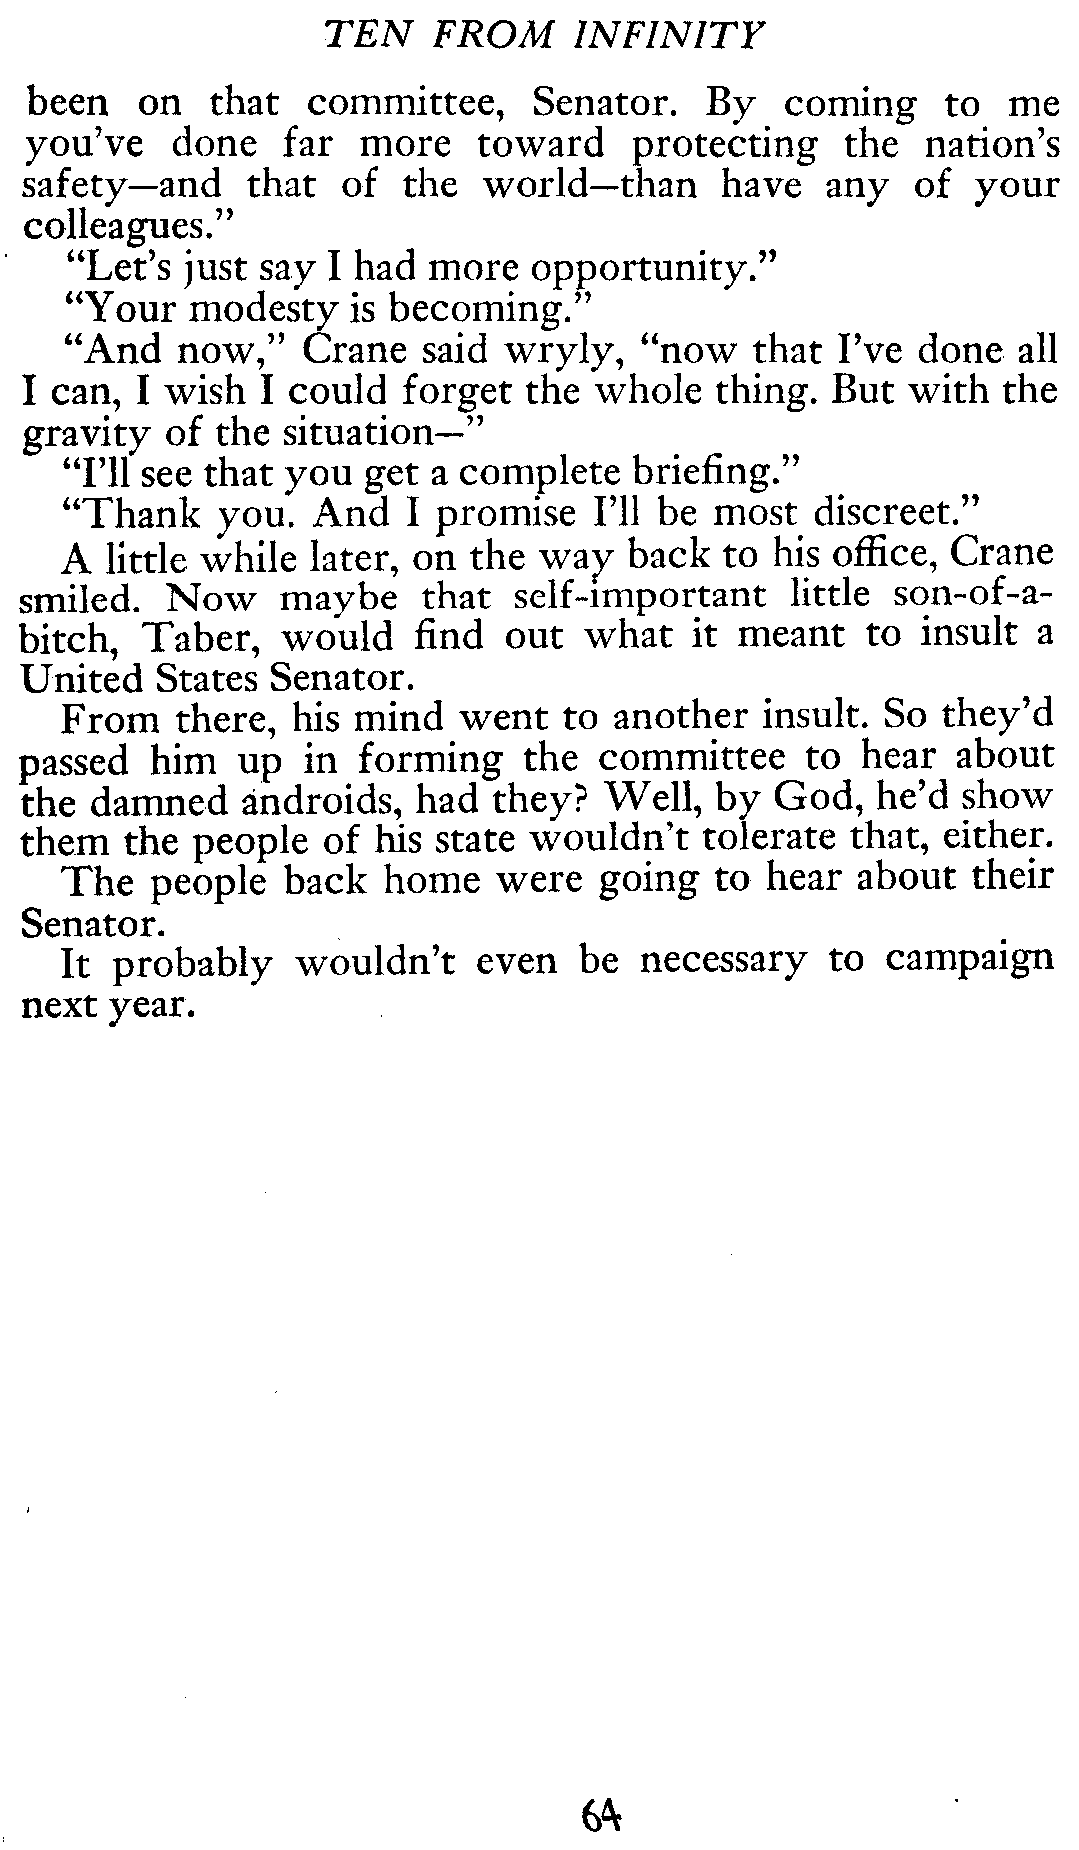 TEN FROM INFINITY
been on that committee, Senator. By coming to me
you've done far more toward protecting the nation's
safety—and that of the world—than have any of your
colleagues."
"Let's just say I had more opportunity."
"Your modesty is becoming."
"And now," Crane said wryly, "now that I've done all
I can, I wish I could forget the whole thing. But with the
gravity of the situation—"
"I'll see that you get a complete briefing."
"Thank you. And I promise I'll be most discreet."
A little while later, on the way back to his office, Crane
smiled. Now maybe that self-important little son-of-a-
bitch, Taber, would find out what it meant to insult a
United States Senator.
From there, his mind went to another insult. So they'd
passed him up in forming the committee to hear about
the damned androids, had they? Well, by God, he'd show
them the people of his state wouldn't tolerate that, either.
The people back home were going to hear about their
Senator.
It probably wouldn't even be necessary to campaign
next year.
64